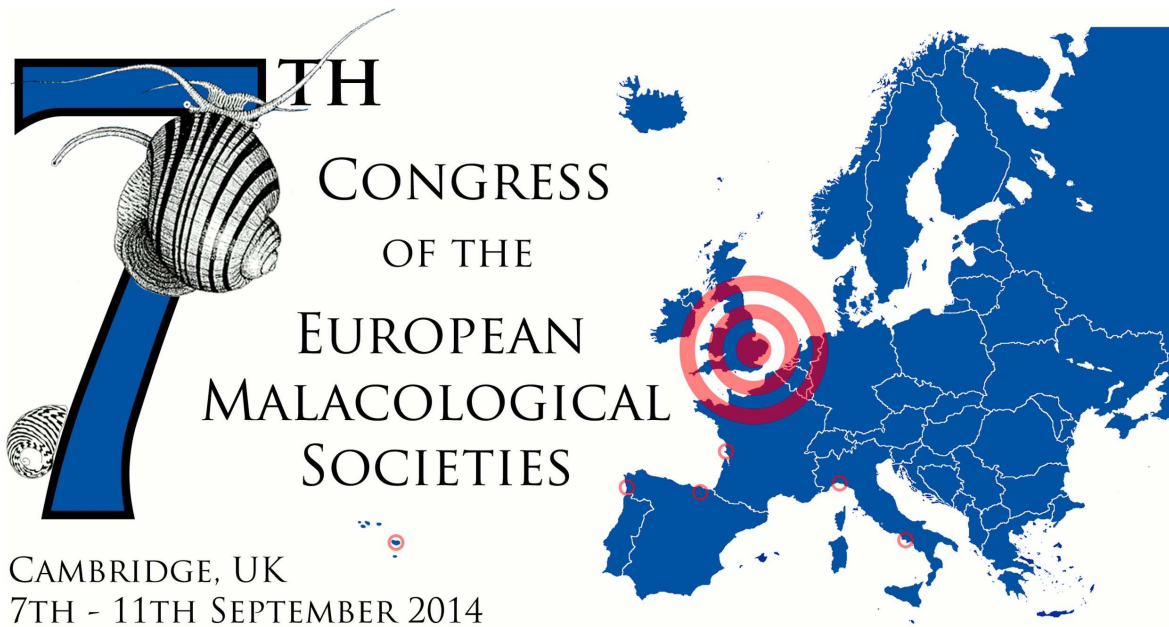 7TH
CONGRESS
OF THE
EUROPEAN
MALACOLOGICAL
SOCIETIES
CAMBRIDGE, UK
7TH - 11TH SEPTEMBER 2014